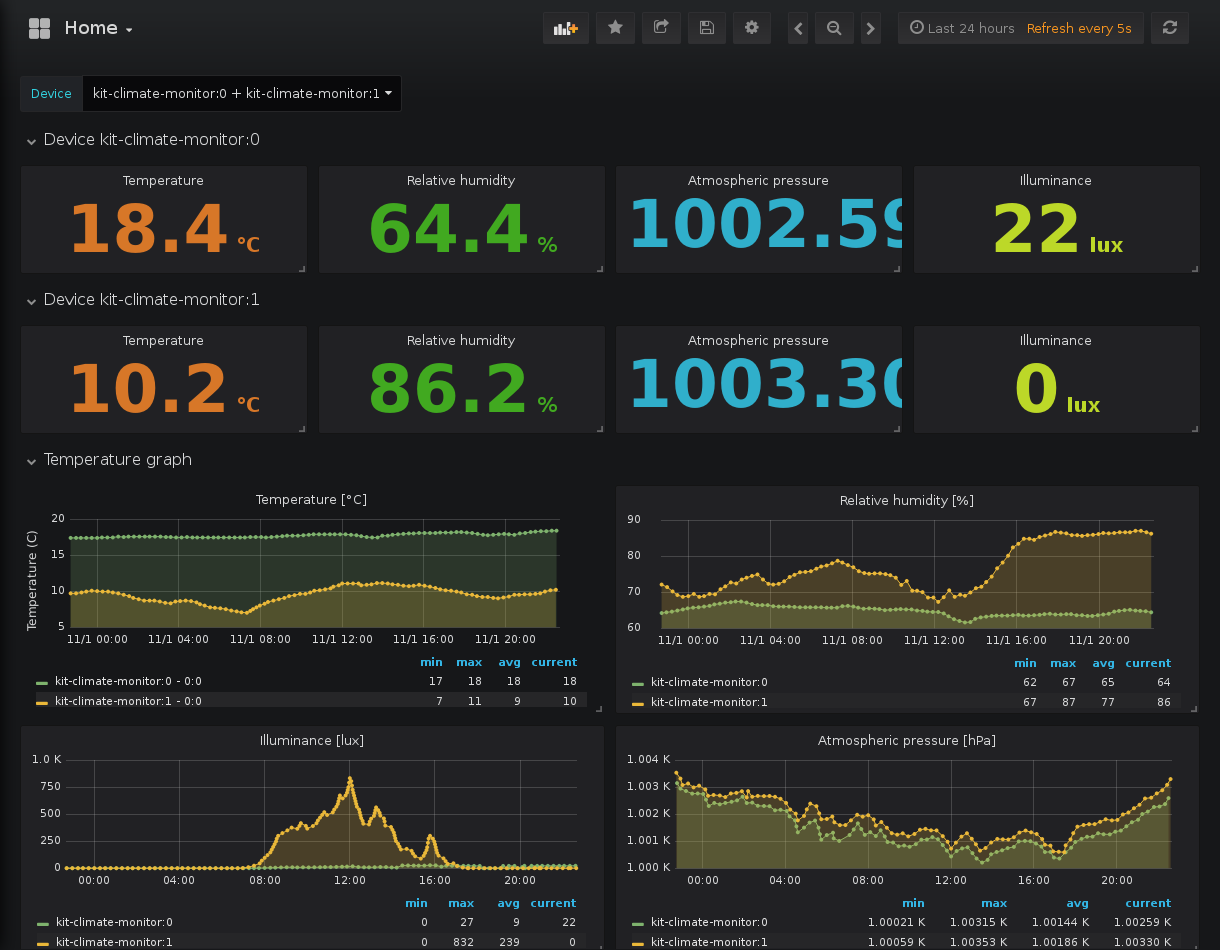 Home
Last 24 hours Refresh every 5s
Device kit-climate-monitor:0 + kit-climate-monitor:1
Device kit-climate-monitor:0
Temperature Relative humidity Atmospheric pressure Illuminance
18.4 °C 64.4 % 1002.59 22 lux
Device kit-climate-monitor:1
Temperature Relative humidity Atmospheric pressure Illuminance
10.2 °C 86.2 % 1003.30 0 lux
Temperature graph
Temperature [°C]
Temperature (C)
20
15
10
5
11/1 00:00 11/1 04:00 11/1 08:00 11/1 12:00 11/1 16:00 11/1 20:00
min max avg current
kit-climate-monitor:0 - 0:0 17 18 18 18
kit-climate-monitor:1 - 0:0 7 11 9 10
Relative humidity [%]
90
80
70
60
11/1 00:00 11/1 04:00 11/1 08:00 11/1 12:00 11/1 16:00 11/1 20:00
min max avg current
kit-climate-monitor:0 62 67 65 64
kit-climate-monitor:1 67 87 77 86
Illuminance [lux]
1.0 K
750
500
250
0
00:00 04:00 08:00 12:00 16:00 20:00
min max avg current
kit-climate-monitor:0 0 27 9 22
kit-climate-monitor:1 0 832 239 0
Atmospheric pressure [hPa]
1.004 K
1.003 K
1.002 K
1.001 K
1.000 K
00:00 04:00 08:00 12:00 16:00 20:00
min max avg current
kit-climate-monitor:0 1.00021 K 1.00315 K 1.00144 K 1.00259 K
kit-climate-monitor:1 1.00059 K 1.00353 K 1.00186 K 1.00330 K